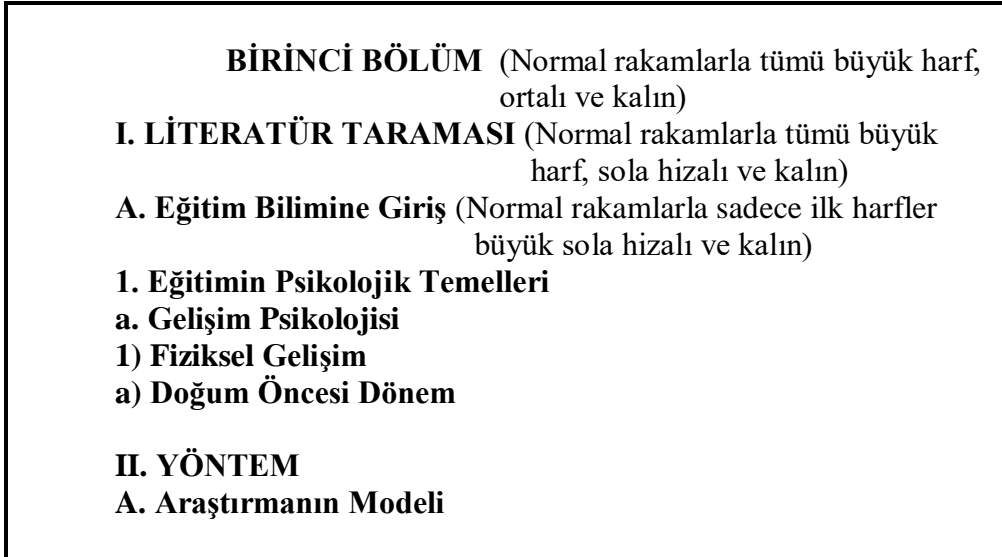 BİRİNCİ BÖLÜM (Normal rakamlarla tümü büyük harf,
ortalı ve kalın)
I. LİTERATÜR TARAMASI (Normal rakamlarla tümü büyük
harf, sola hizalı ve kalın)
A. Eğitim Bilimine Giriş (Normal rakamlarla sadece ilk harfler
büyük sola hizalı ve kalın)
1. Eğitimin Psikolojik Temelleri
a. Gelişim Psikolojisi
1) Fiziksel Gelişim
a) Doğum Öncesi Dönem
II. YÖNTEM
A. Araştırmanın Modeli